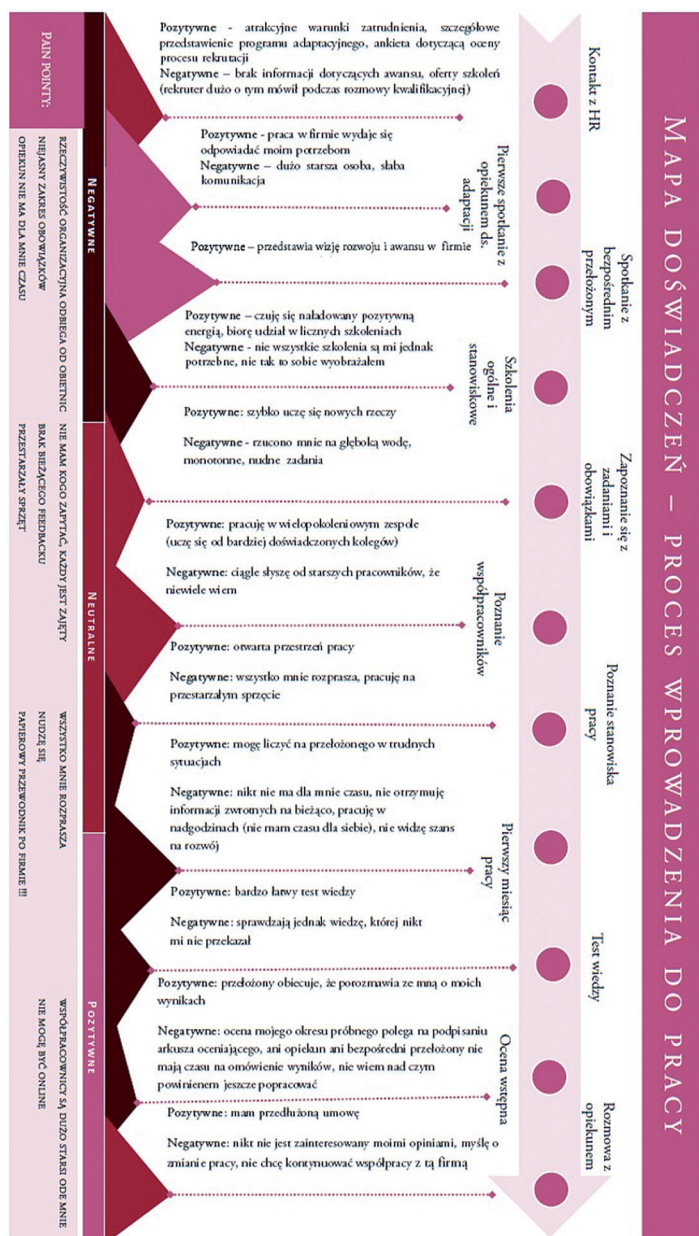 MAPA DOŚWIADCZEŃ – PROCES WPROWADZENIA DO PRACY
Kontakt z HR
Pierwsze spotkanie z
opiekunem ds.
adaptacji
Spotkanie z
bezpośrednim
przełożonym
Szkolenia
ogólne i
stanowiskowe
Zapoznanie się z
zadaniami i
obowiązkami
Poznanie
współpracowników
Poznanie stanowiska
pracy
Pierwszy miesiąc
pracy
Test wiedzy
Ocena wstępna
Rozmowa z
opiekunem
Pozytywne - atrakcyjne warunki zatrudnienia, szczegółowe
przedstawienie programu adaptacyjnego, ankieta dotyczącą oceny
procesu rekrutacji
Negatywne – brak informacji dotyczących awansu, oferty szkoleń
(rekruter dużo o tym mówił podczas rozmowy kwalifikacyjnej)
Pozytywne - praca w firmie wydaje się
odpowiadać moim potrzebom
Negatywne – dużo starsza osoba, słaba
komunikacja
Pozytywne – przedstawia wizję rozwoju i awansu w firmie
Pozytywne – czuję się naładowany pozytywną
energią, biorę udział w licznych szkoleniach
Negatywne - nie wszystkie szkolenia są mi jednak
potrzebne, nie tak to sobie wyobrażałem
Pozytywne: szybko uczę się nowych rzeczy
Negatywne - rzucono mnie na głęboką wodę,
monotonne, nudne zadania
Pozytywne: pracuję w wielopokoleniowym zespole
(uczę się od bardziej doświadczonych kolegów)
Negatywne: ciągle słyszę od starszych pracowników, że
niewiele wiem
Pozytywne: otwarta przestrzeń pracy
Negatywne: wszystko mnie rozprasza, pracuję na
przestarzałym sprzęcie
Pozytywne: mogę liczyć na przełożonego w trudnych
sytuacjach
Negatywne: nikt nie ma dla mnie czasu, nie otrzymuję
informacji zwrotnych na bieżąco, pracuję w
nadgodzinach (nie mam czasu dla siebie), nie widzę szans
na rozwój
Pozytywne: bardzo łatwy test wiedzy
Negatywne: sprawdzają jednak wiedzę, której nikt
mi nie przekazał
Pozytywne: przełożony obiecuje, że porozmawia ze mną o moich
wynikach
Negatywne: ocena mojego okresu próbnego polega na podpisaniu
arkusza oceniającego, ani opiekun ani bezpośredni przełożony nie
mają czasu na omówienie wyników, nie wiem nad czym
powinienem jeszcze popracować
Pozytywne: mam przedłużoną umowę
Negatywne: nikt nie jest zainteresowany moimi opiniami, myślę o
zmianie pracy, nie chcę kontynuować współpracy z tą firmą
NEGATYWNE
NEUTRALNE
POZYTYWNE
PAIN POINTY:
RZECZYWISTOŚĆ ORGANIZACYJNA ODBIEGA OD OBIETNIC
NIEJASNY ZAKRES OBOWIĄZKÓW
OPIEKUN NIE MA DLA MNIE CZASU
NIE MAM KOGO ZAPYTAĆ, KAŻDY JEST ZAJĘTY
BRAK BIEŻĄCEGO FEEDBACKU
PRZESTARZAŁY SPRZĘT
WSZYSTKO MNIE ROZPRASZA
NUDZĘ SIĘ
PAPIEROWY PRZEWODNIK PO FIRMIE !!!!
WSPÓŁPRACOWNICY SĄ DUŻO STARSI ODE MNIE
NIE MOGĘ BYĆ ONLINE